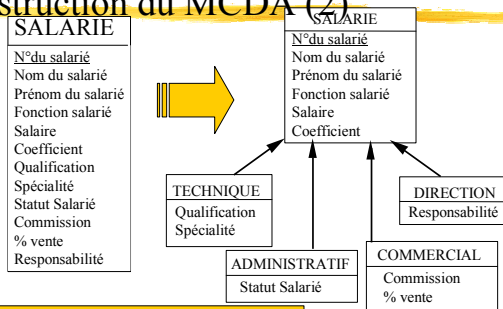 struction du MCDA (2)
SALARIE
N°du salarié
Nom du salarié
Prénom du salarié
Fonction salarié
Salaire
Coefficient
Qualification
Spécialité
Statut Salarié
Commission
% vente
Responsabilité
SALARIE
N°du salarié
Nom du salarié
Prénom du salarié
Fonction salarié
Salaire
Coefficient
TECHNIQUE
Qualification
Spécialité
ADMINISTRATIF
Statut Salarié
COMMERCIAL
Commission
% vente
DIRECTION
Responsabilité